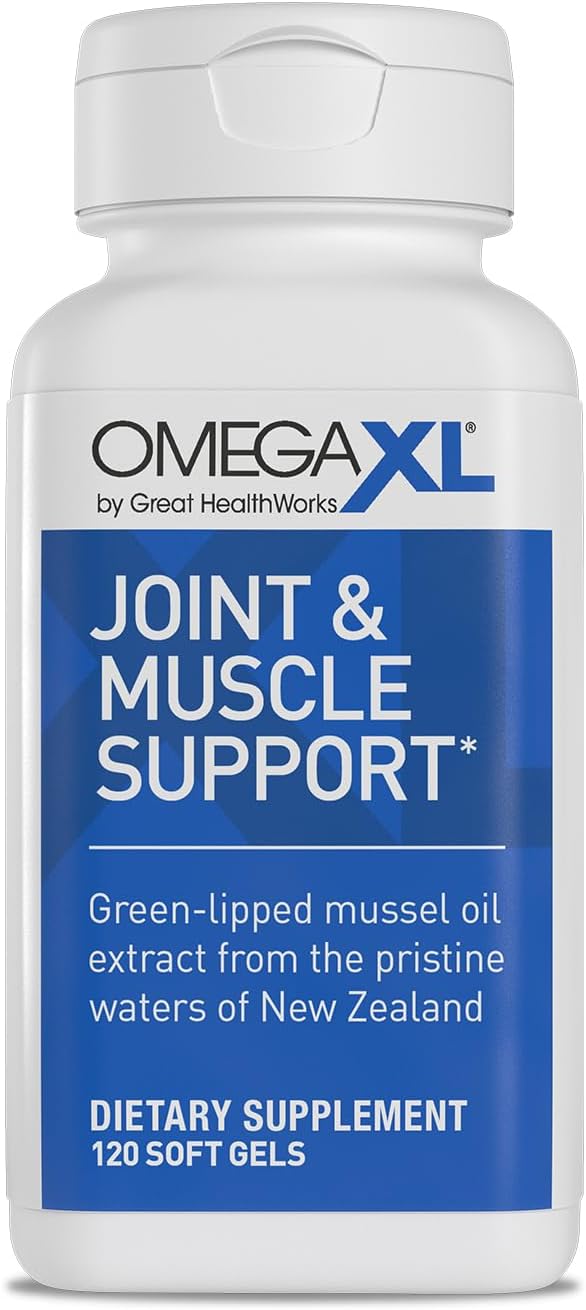 OMEGAXL®
by Great HealthWorks
JOINT &
MUSCLE
SUPPORT*
Green-lipped mussel oil
extract from the pristine
waters of New Zealand
DIETARY SUPPLEMENT
120 SOFT GELS